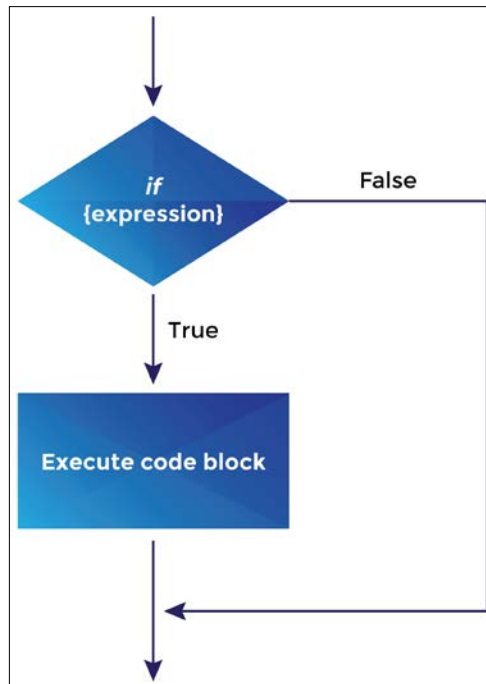 if
{expression}
False
True
Execute code block